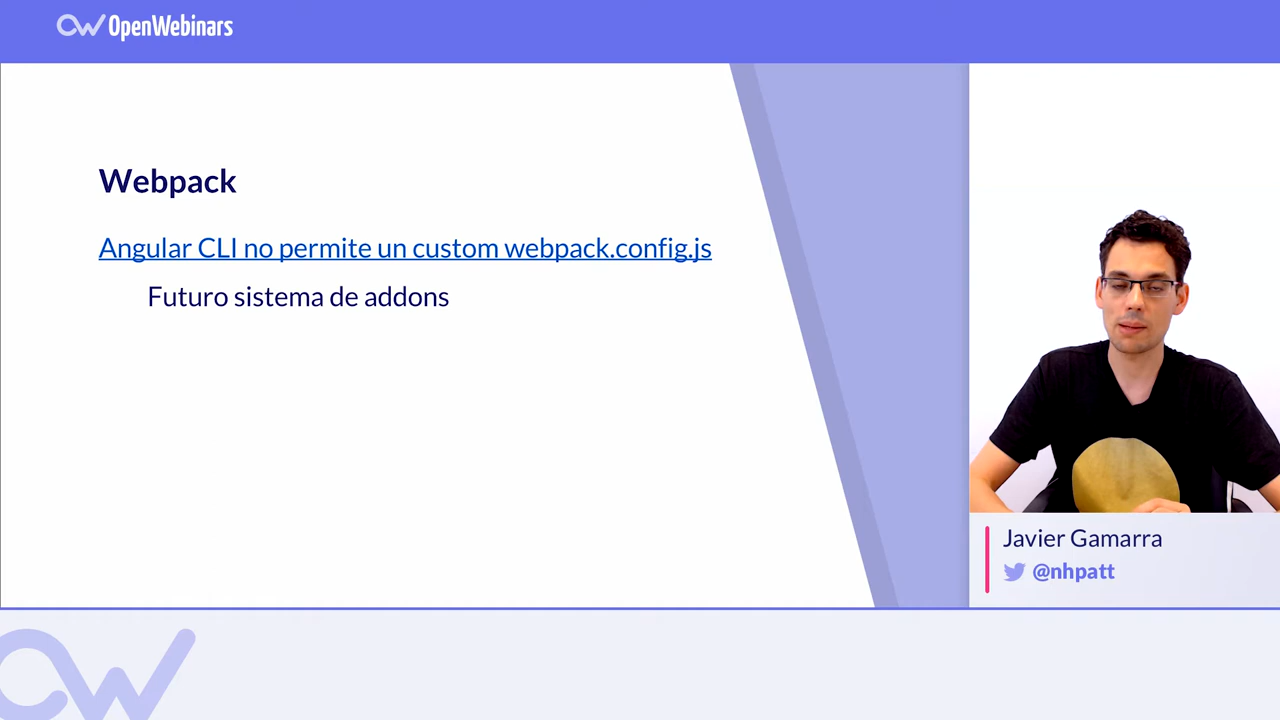 OpenWebinars
Webpack
Angular CLI no permite un custom webpack.config.js
Futuro sistema de addons
Javier Gamarra
@nhpatt